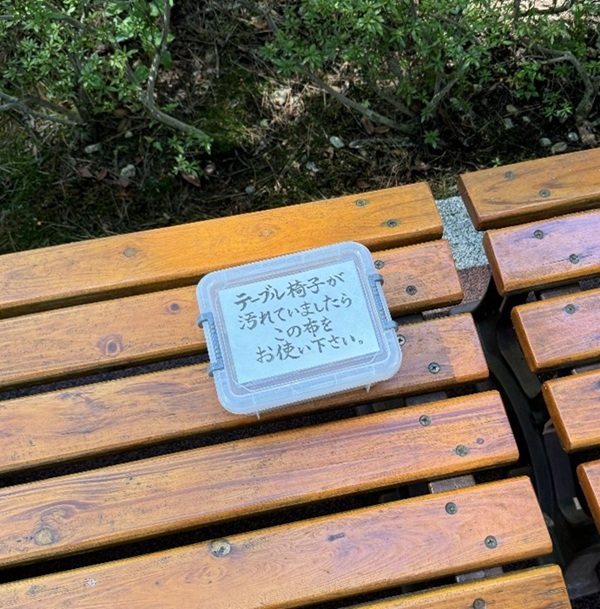 テーブル椅子が
汚れていましたら
この布を
お使い下さい。